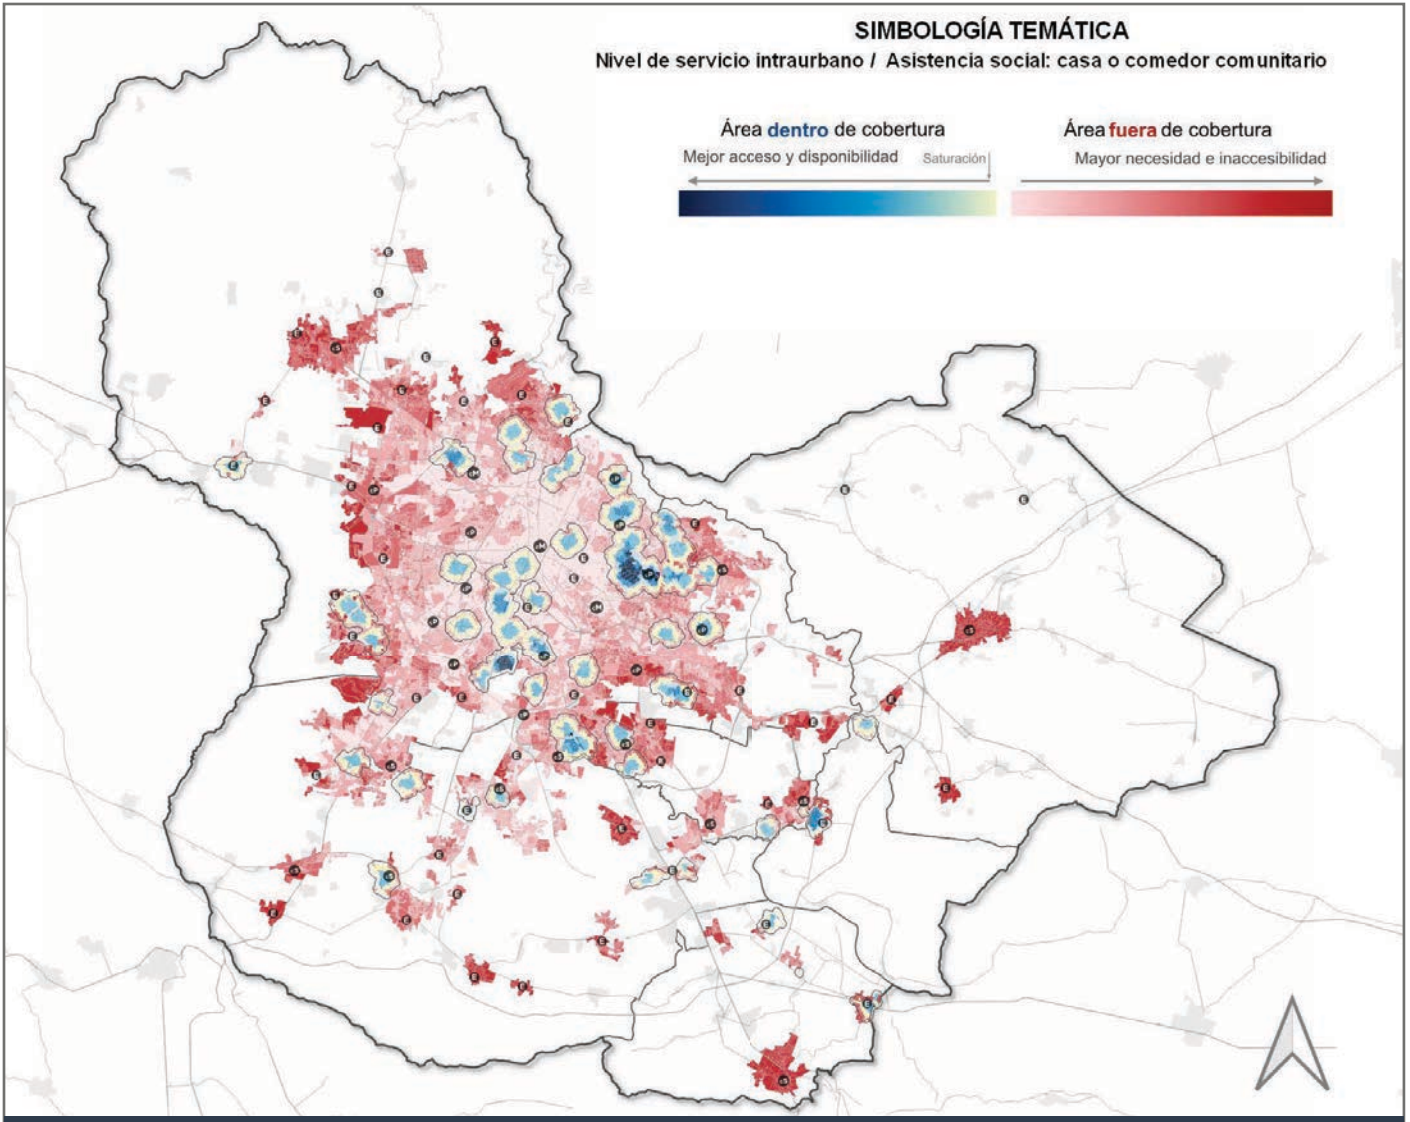 SIMBOLOGÍA TEMÁTICA
Nivel de servicio intraurbano / Asistencia social: casa o comedor comunitario
Área dentro de cobertura
Área fuera de cobertura
Mejor acceso y disponibilidad
Saturación
Mayor necesidad e inaccesibilidad